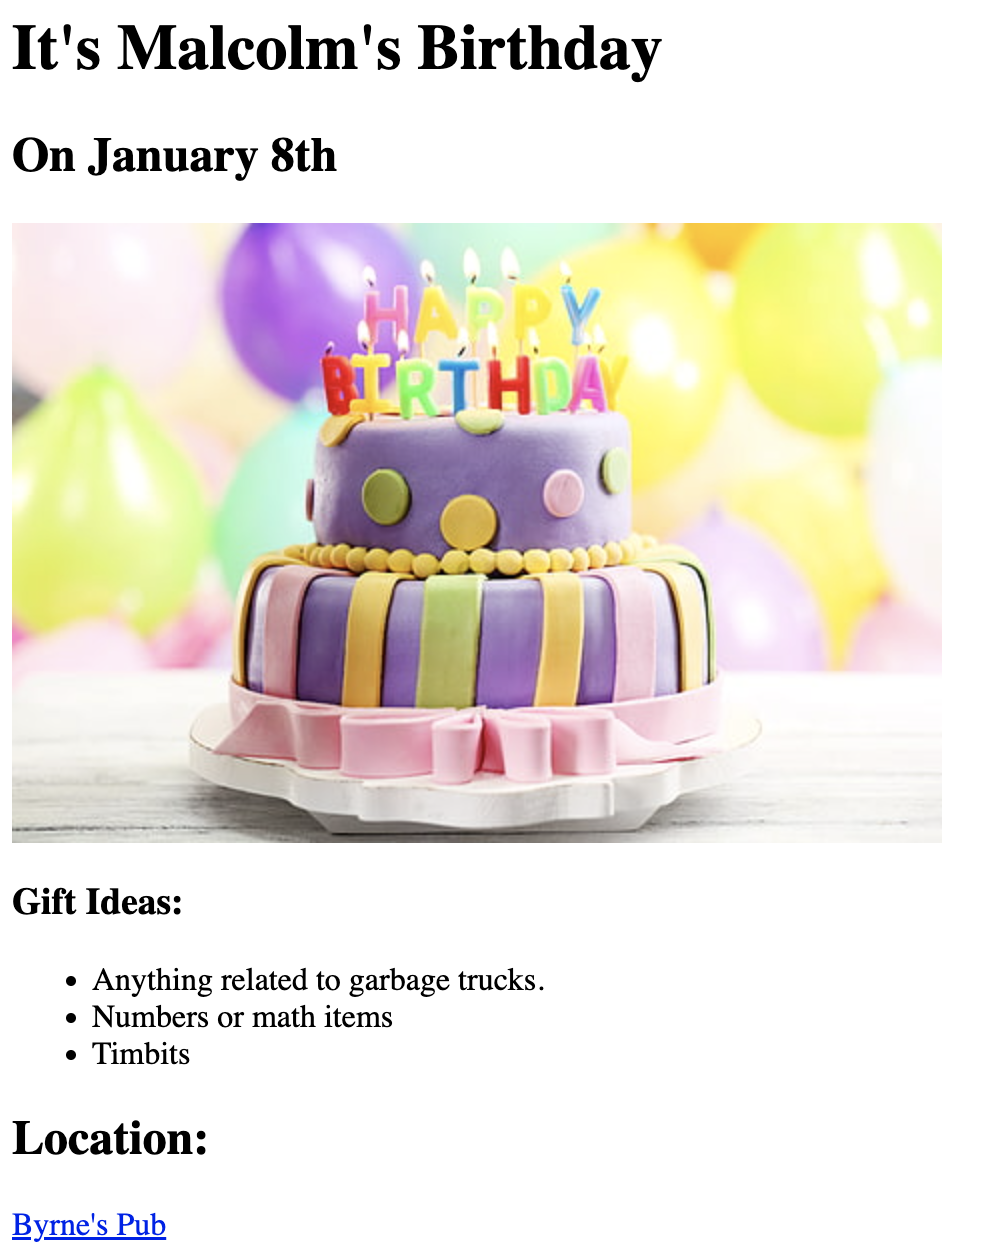 It's Malcolm's Birthday
On January 8th
HAPPY
BIRTHDAY
Gift Ideas:
Anything related to garbage trucks.
Numbers or math items
Timbits
Location:
Byrne's Pub